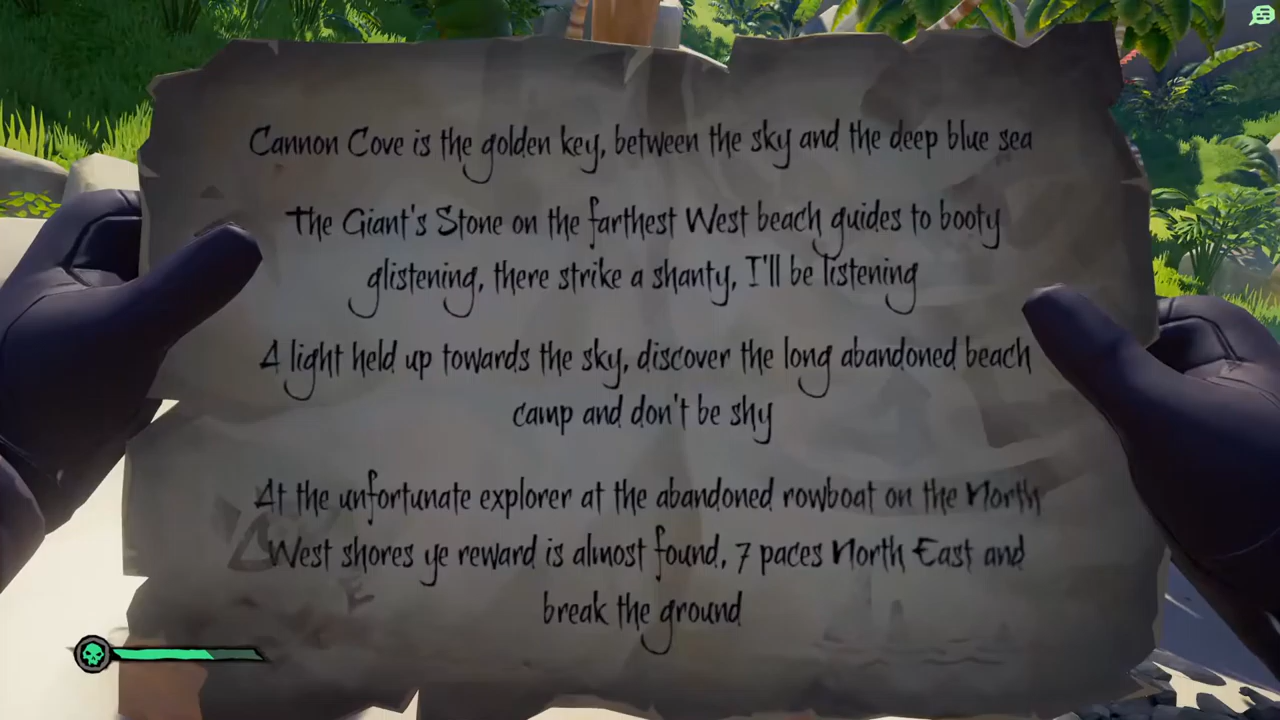 Cannon Cove is the golden key, between the sky and the deep blue sea
The Giant's Stone on the farthest West beach guides to booty
glistening, there strike a shanty, I'll be listening
A light held up towards the sky, discover the long abandoned beach
camp and don't be shy
At the unfortunate explorer at the abandoned rowboat on the North
West shores ye reward is almost found, 7 paces North East and
break the ground